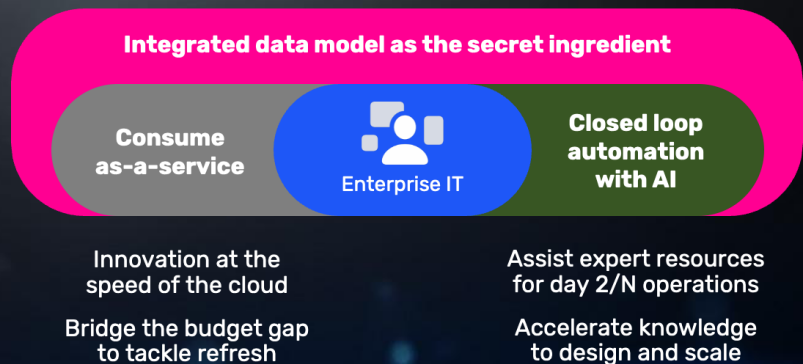 Integrated data model as the secret ingredient
Consume
as-a-service
Enterprise IT
Closed loop
automation
with AI
Innovation at the
speed of the cloud
Bridge the budget gap
to tackle refresh
Assist expert resources
for day 2/N operations
Accelerate knowledge
to design and scale